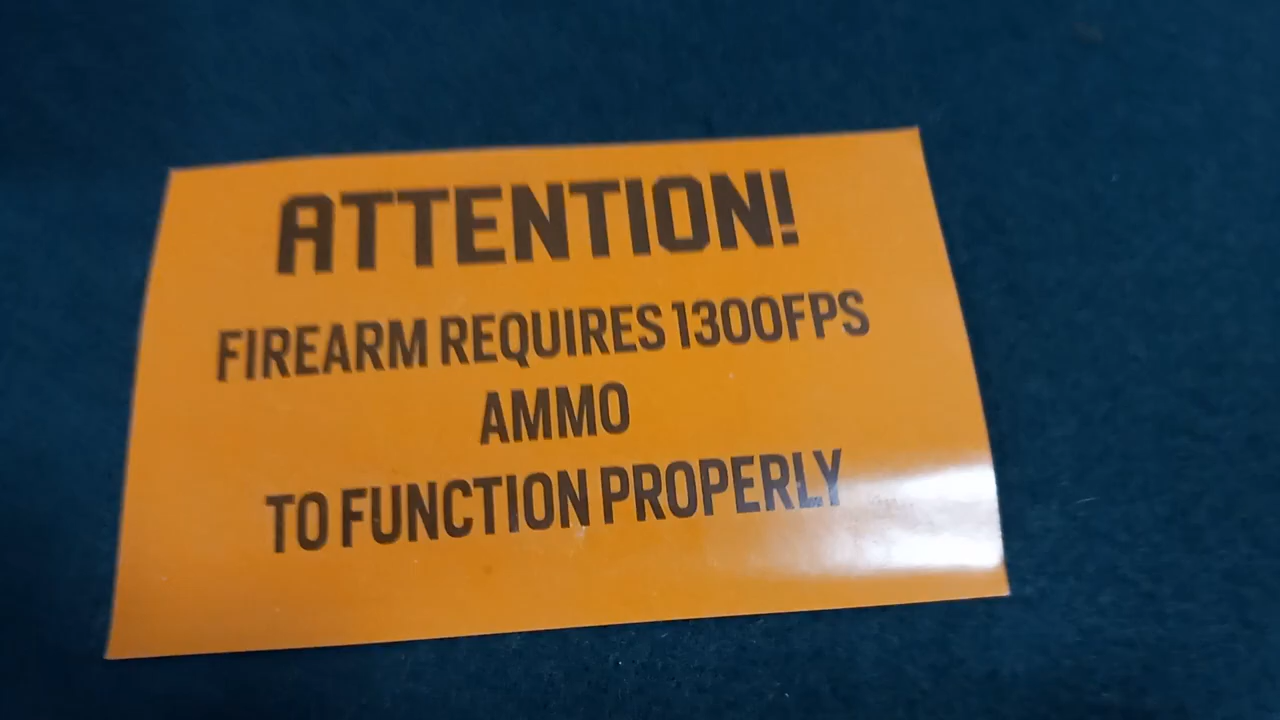 ATTENTION!
FIREARM REQUIRES 1300FPS
AMMO
TO FUNCTION PROPERLY